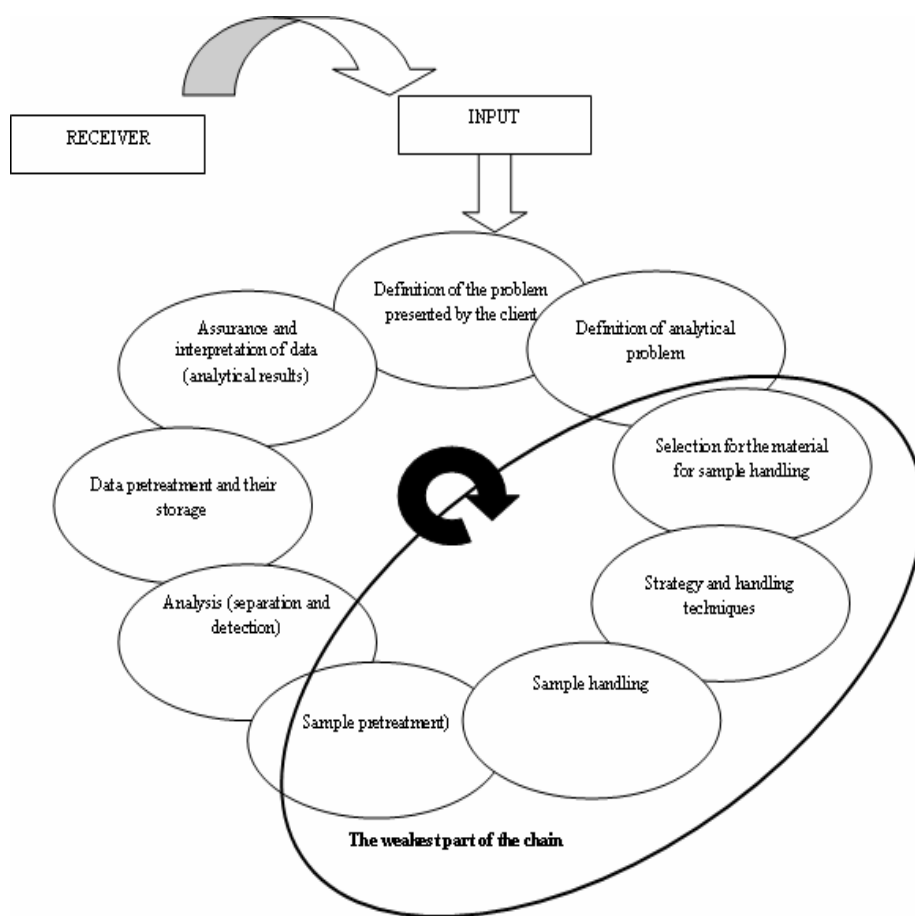 RECEIVER
INPUT
Definition of the problem
presented by the client
Definition of analytical
problem
Selection for the material
for sample handling
Strategy and handling
techniques
Sample handling
Sample pretreatment)
Analysis (separation and
detection)
Data pretreatment and their
storage
Assurance and
interpretation of data
(analytical results)
The weakest part of the chain